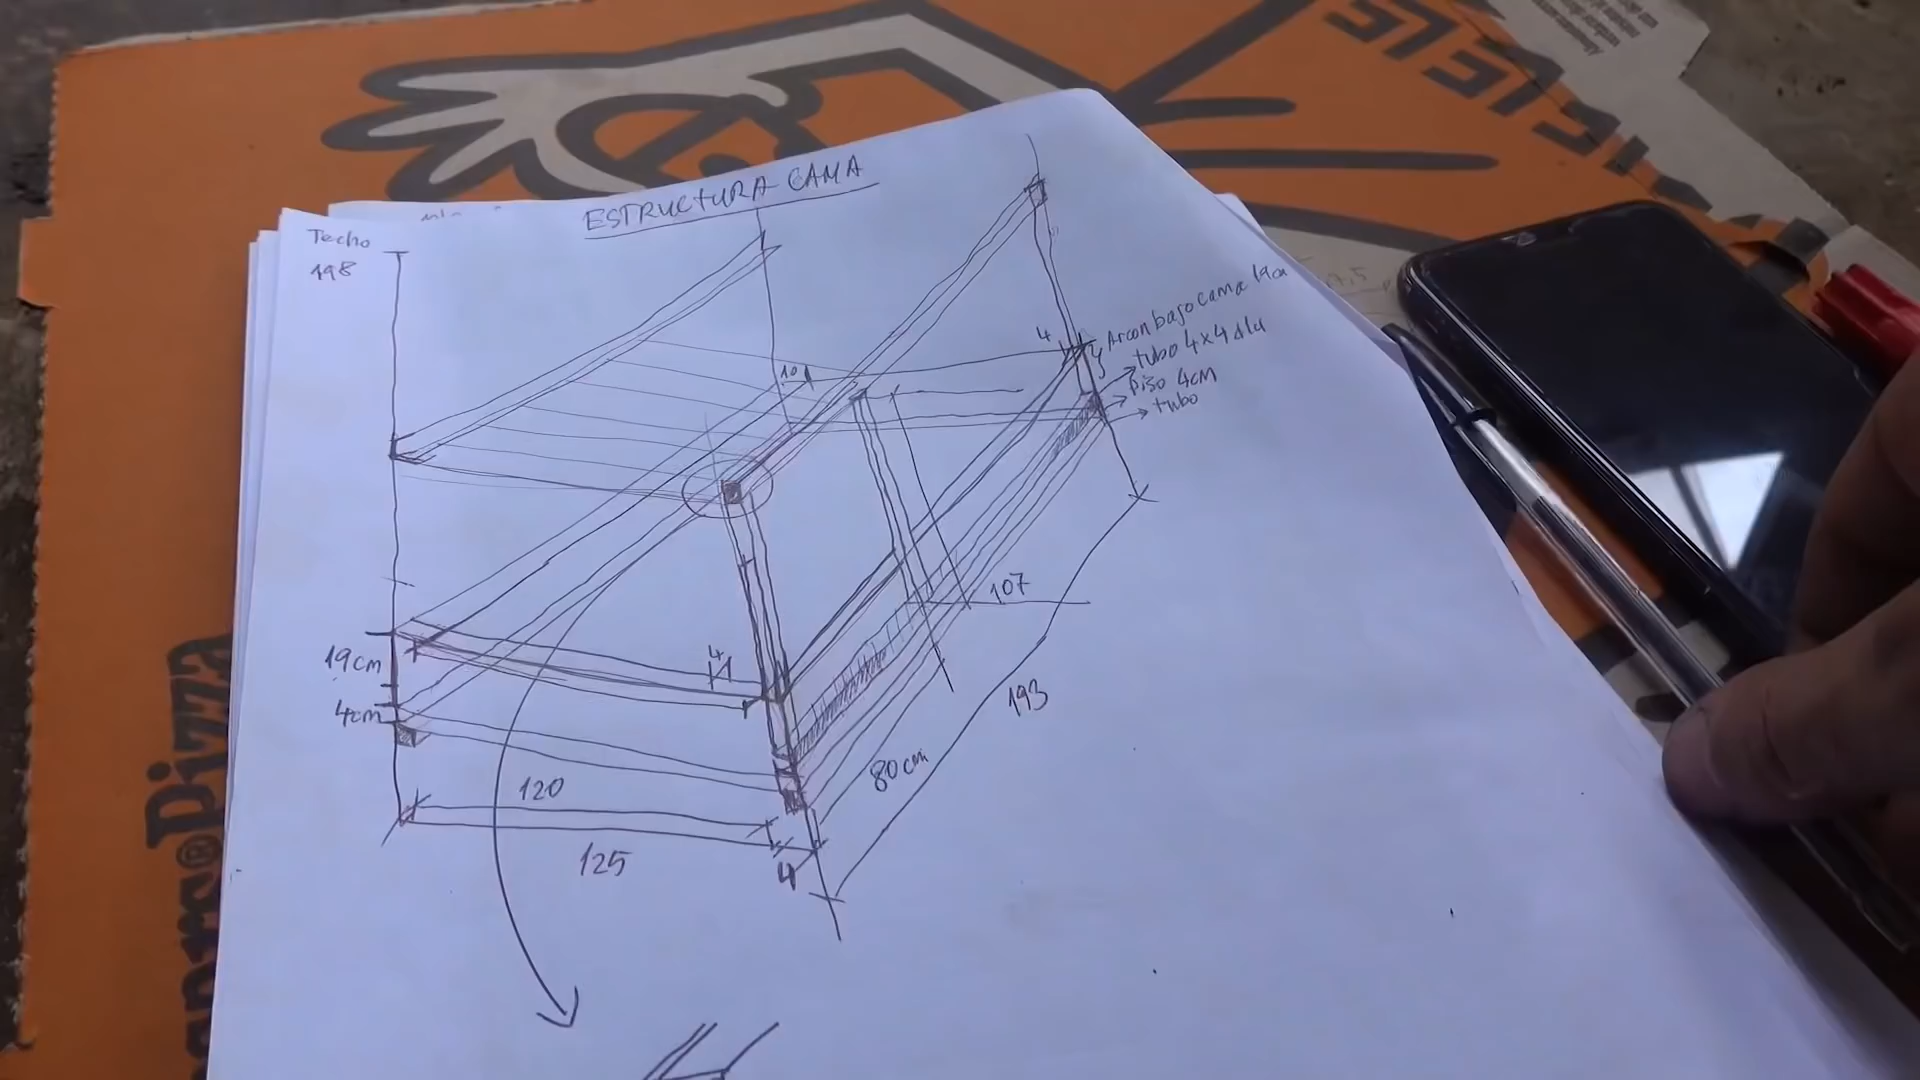 ESTRUCTURA CAMA
Techo
198
10
4
Arcon bajo cama 19cm
tubo 4x4 alu
piso 4cm
tubo
107
19cm
4
4cm
193
80cm
120
125
4
Pizza